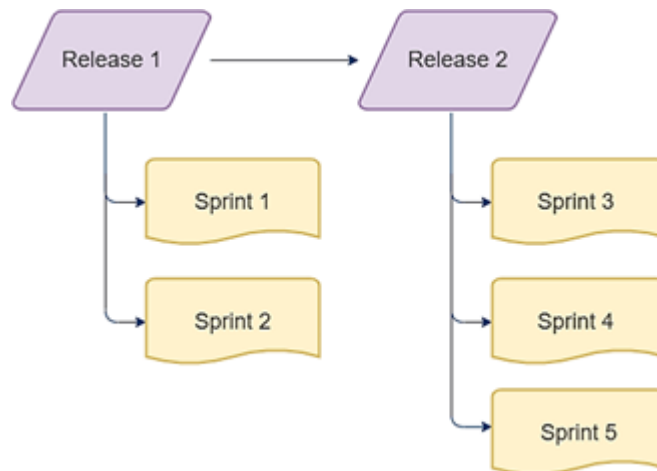 Release 1
Release 2
Sprint 1
Sprint 2
Sprint 3
Sprint 4
Sprint 5